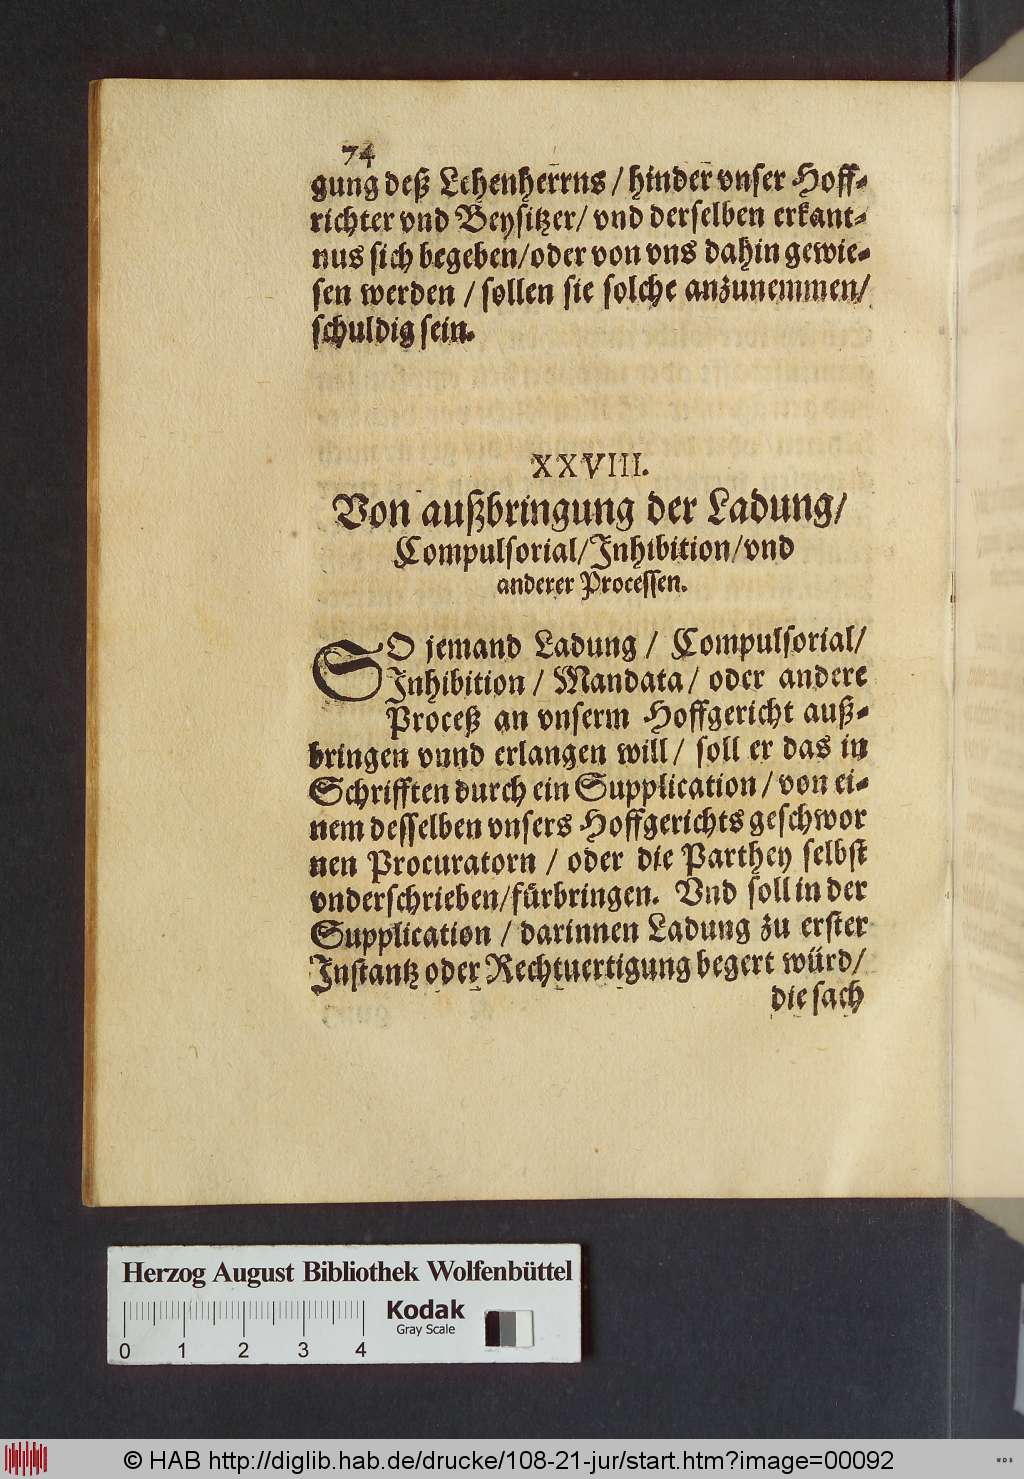 74
gung deß Lehenherrns / hinder vnser Hoff-
richter vnd Beysitzer/ vnd derselben erkant-
nus sich begeben/oder von vns dahin gewie-
sen werden / sollen sie solche anzunemmen/
schuldig sein.
XXVIII.
Von außbringung der Ladung/
Compulsorial/Inhibition/vnd
anderer Processen.
SO jemand Ladung / Compulsorial/
Inhibition / Mandata/ oder andere
Proceß an vnserm Hoffgericht auß-
bringen vnnd erlangen will / soll er das in
Schrifften durch ein Supplication / von ei-
nem desselben vnsers Hoffgerichts geschwor
nen Procuratorn / oder die Parthey selbst
vnderschrieben/fürbringen. Vnd soll in der
Supplication / darinnen Ladung zu erster
Instantz oder Rechtuertigung begert würd/
die sach
Herzog August Bibliothek Wolfenbüttel
Kodak
Gray Scale
0 1 2 3 4
© HAB http://diglib.hab.de/drucke/108-21-jur/start.htm?image=00092